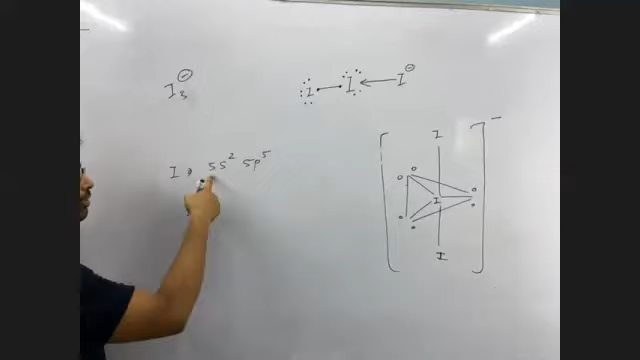 I₃⊖
:I—I←I⊖
I → 5s² 5p⁵
[I
I
I]⁻